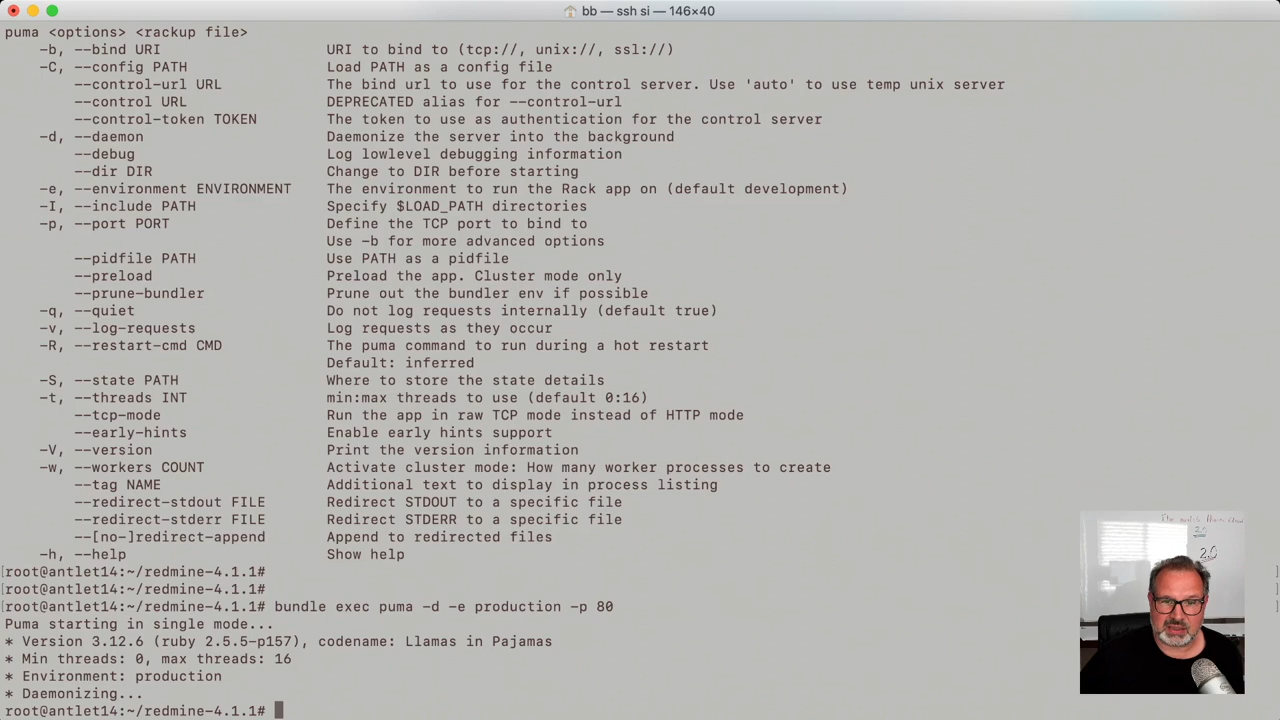 bb — ssh si — 146×40
puma <options> <rackup file>
-b, --bind URI URI to bind to (tcp://, unix://, ssl://)
-C, --config PATH Load PATH as a config file
--control-url URL The bind url to use for the control server. Use 'auto' to use temp unix server
--control URL DEPRECATED alias for --control-url
--control-token TOKEN The token to use as authentication for the control server
-d, --daemon Daemonize the server into the background
--debug Log lowlevel debugging information
--dir DIR Change to DIR before starting
-e, --environment ENVIRONMENT The environment to run the Rack app on (default development)
-I, --include PATH Specify $LOAD_PATH directories
-p, --port PORT Define the TCP port to bind to
Use -b for more advanced options
--pidfile PATH Use PATH as a pidfile
--preload Preload the app. Cluster mode only
--prune-bundler Prune out the bundler env if possible
-q, --quiet Do not log requests internally (default true)
-v, --log-requests Log requests as they occur
-R, --restart-cmd CMD The puma command to run during a hot restart
Default: inferred
-S, --state PATH Where to store the state details
-t, --threads INT min:max threads to use (default 0:16)
--tcp-mode Run the app in raw TCP mode instead of HTTP mode
--early-hints Enable early hints support
-V, --version Print the version information
-w, --workers COUNT Activate cluster mode: How many worker processes to create
--tag NAME Additional text to display in process listing
--redirect-stdout FILE Redirect STDOUT to a specific file
--redirect-stderr FILE Redirect STDERR to a specific file
--[no-]redirect-append Append to redirected files
-h, --help Show help
[root@antlet14:~/redmine-4.1.1#
[root@antlet14:~/redmine-4.1.1#
[root@antlet14:~/redmine-4.1.1# bundle exec puma -d -e production -p 80
Puma starting in single mode...
* Version 3.12.6 (ruby 2.5.5-p157), codename: Llamas in Pajamas
* Min threads: 0, max threads: 16
* Environment: production
* Daemonizing...
root@antlet14:~/redmine-4.1.1#